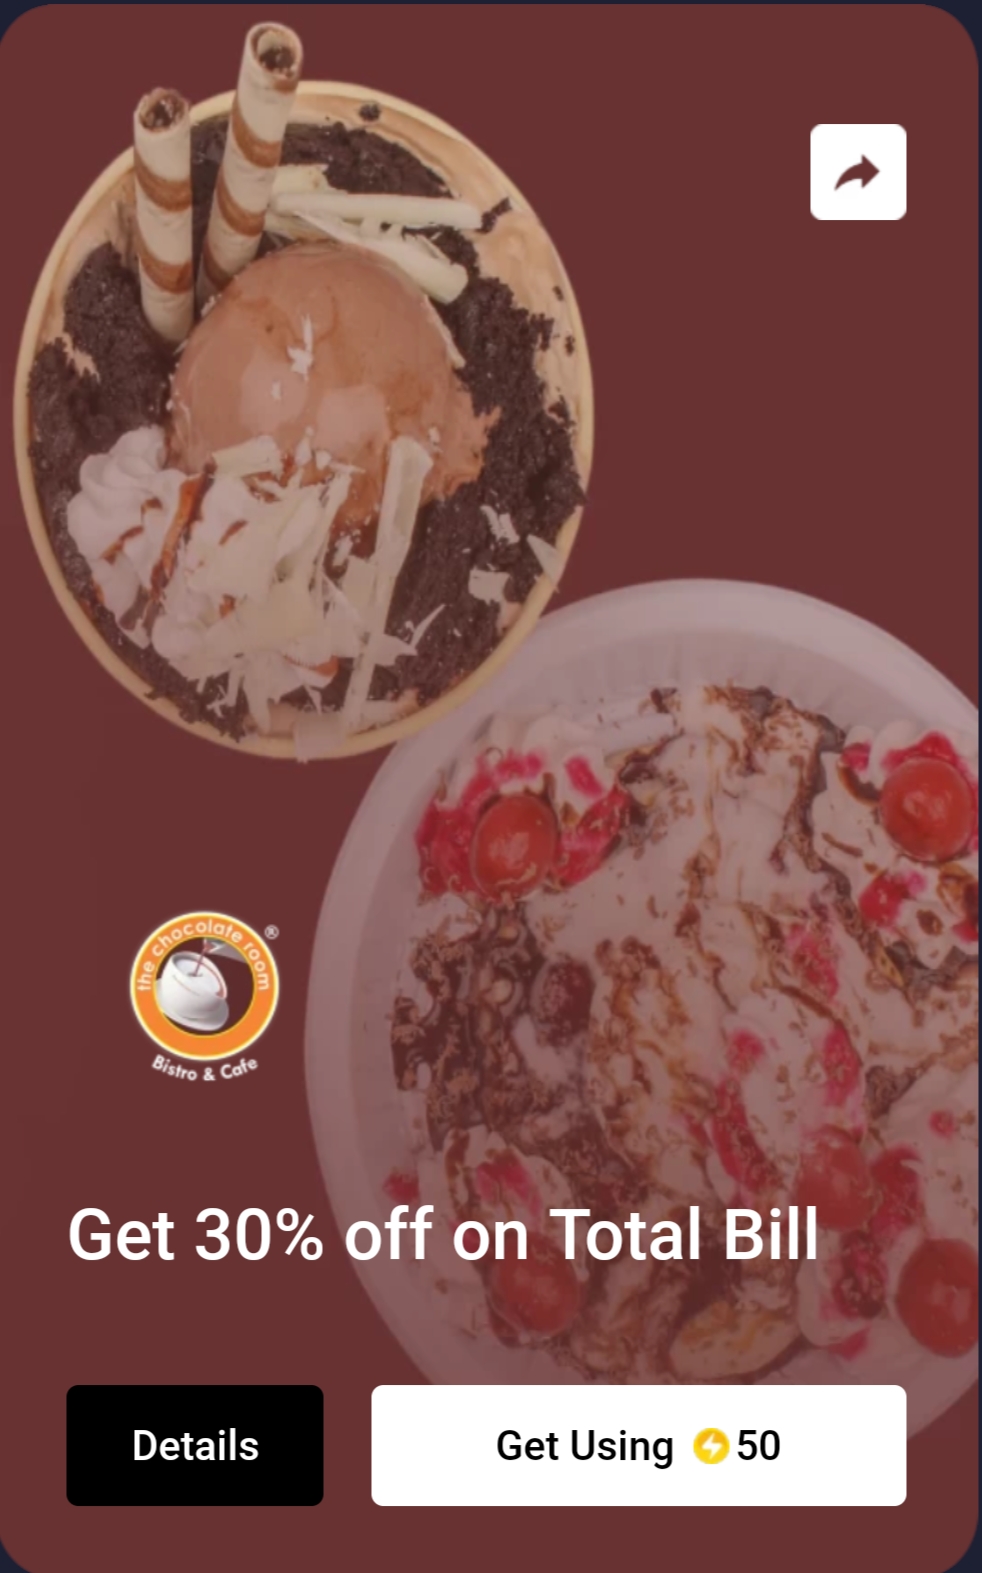 the chocolate room ®
Bistro & Cafe
Get 30% off on Total Bill
Details
Get Using 50